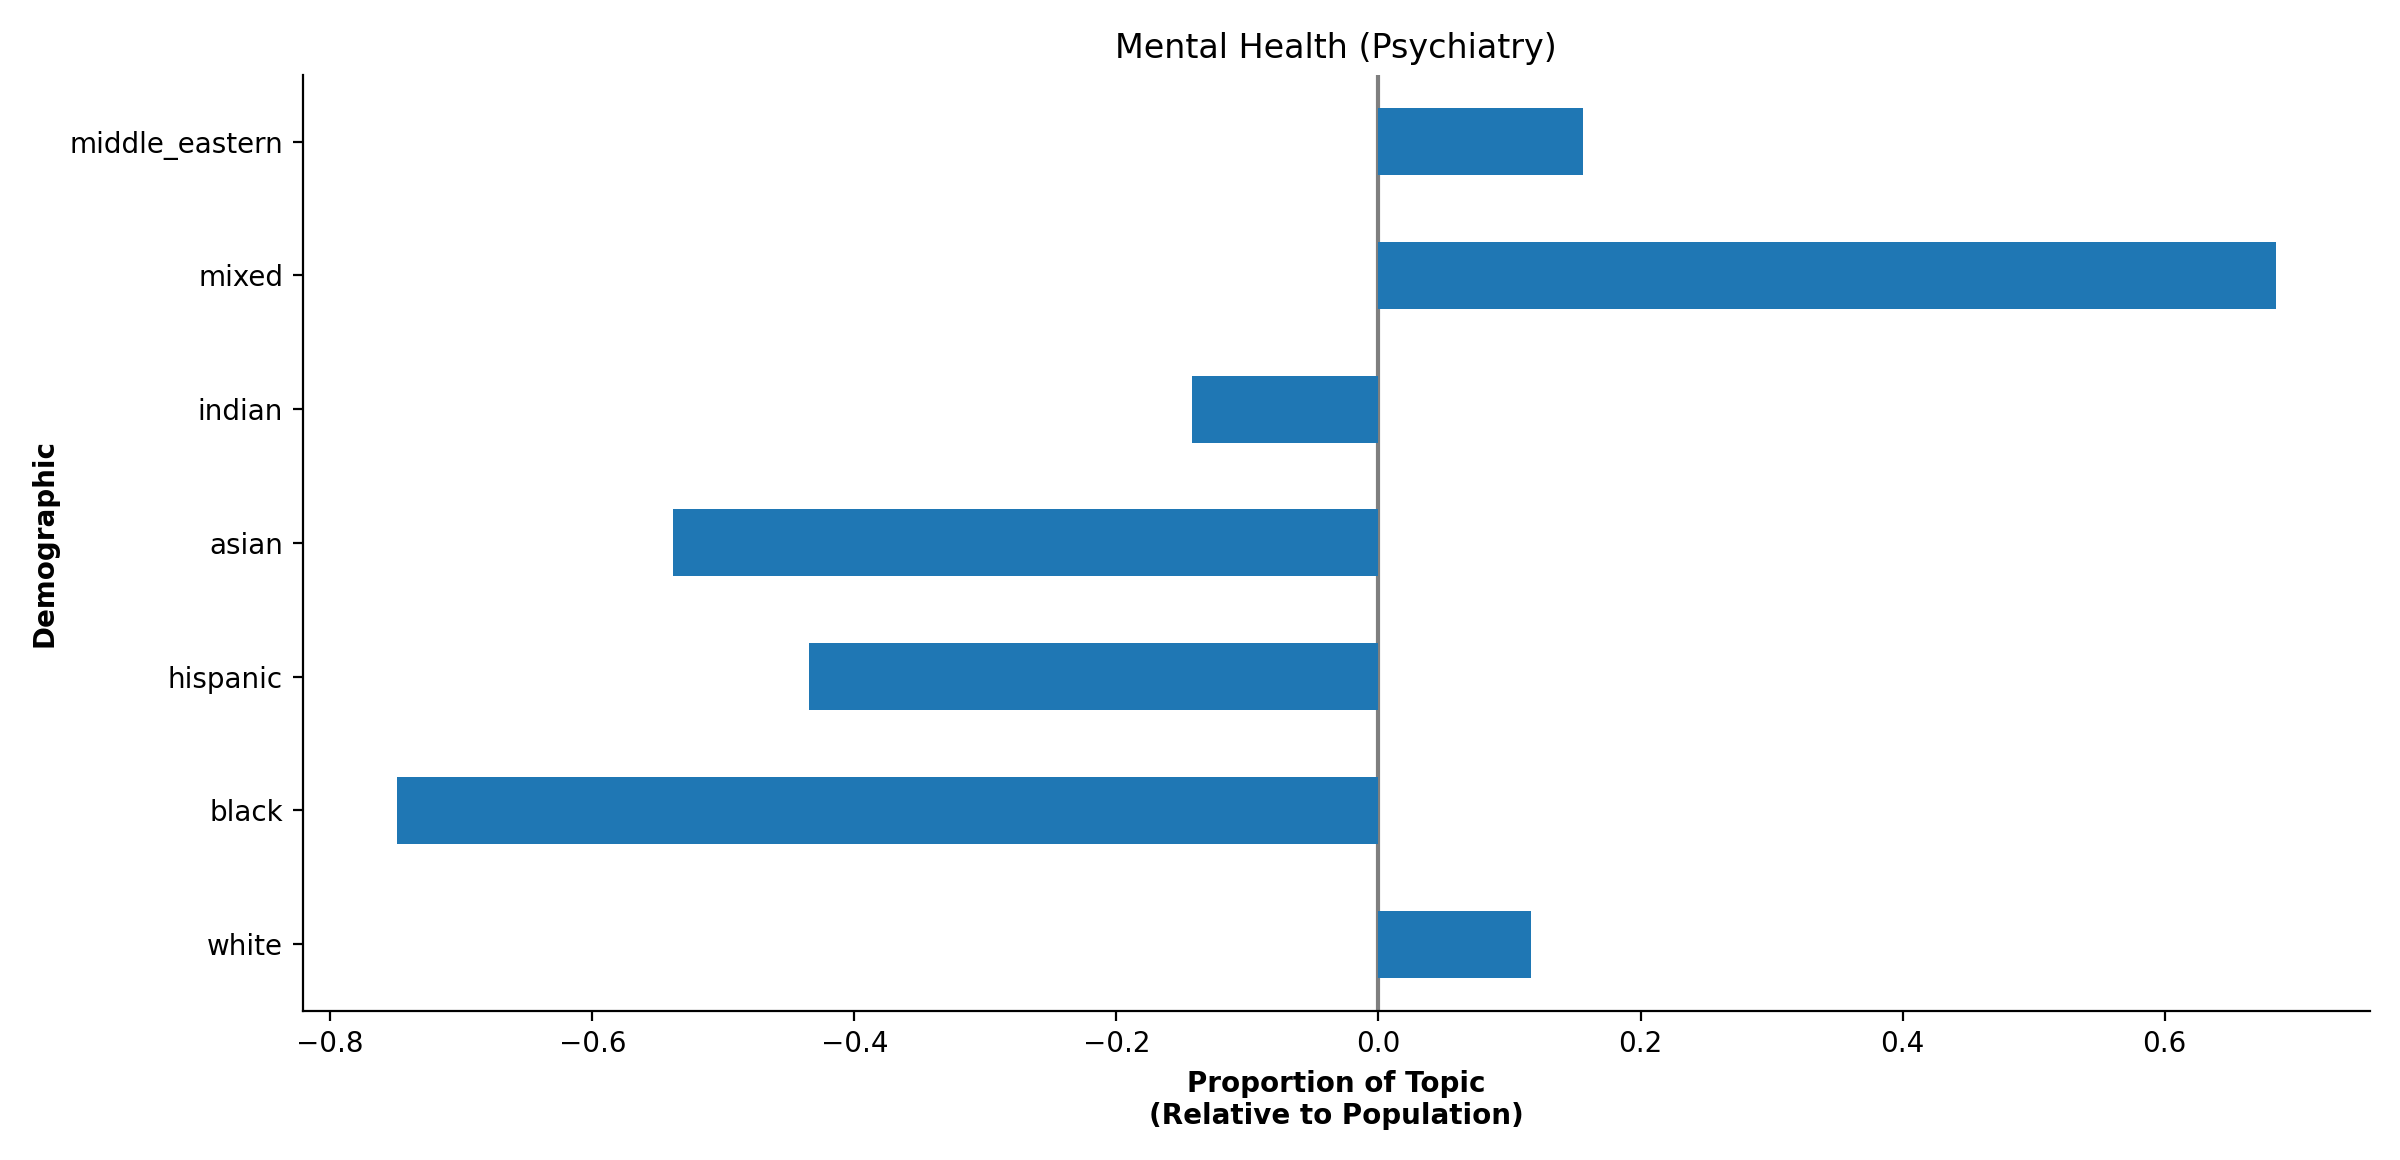 Mental Health (Psychiatry)
middle_eastern
mixed
indian
asian
hispanic
black
white
Demographic
−0.8 −0.6 −0.4 −0.2 0.0 0.2 0.4 0.6
Proportion of Topic
(Relative to Population)